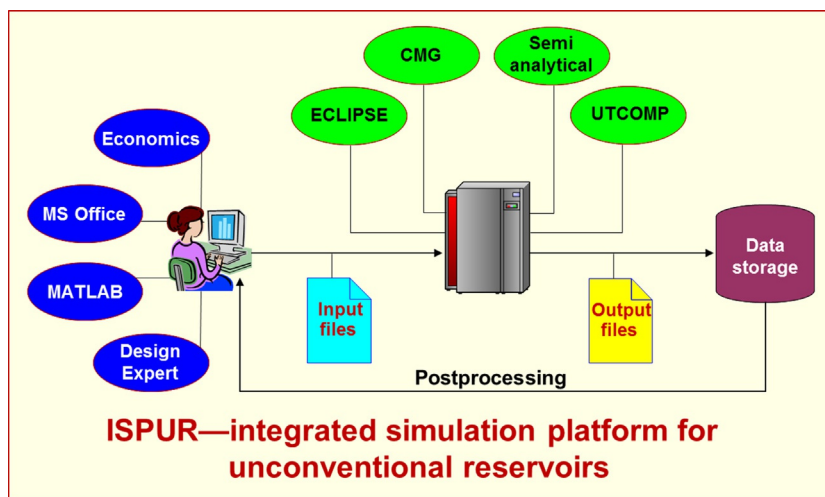 CMG
Semi
analytical
ECLIPSE
UTCOMP
Economics
MS Office
MATLAB
Design
Expert
Input
files
Output
files
Data
storage
Postprocessing
ISPUR—integrated simulation platform for
unconventional reservoirs